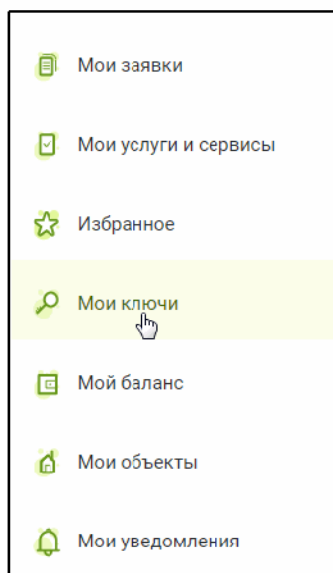 Мои заявки
Мои услуги и сервисы
Избранное
Мои ключи
Мой баланс
Мои объекты
Мои уведомления